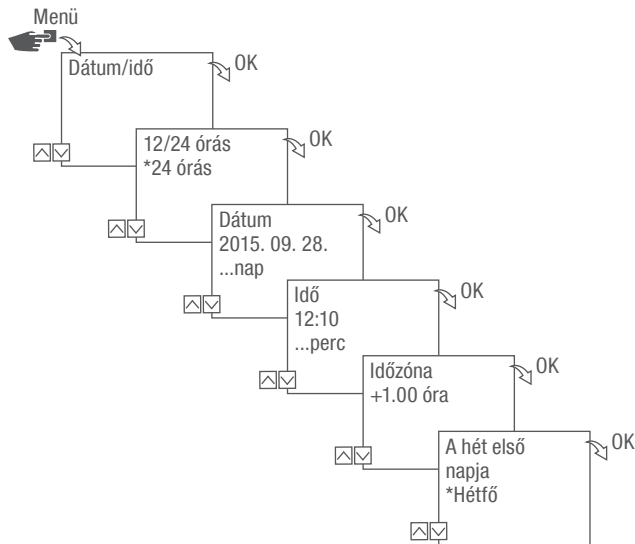 Menü
Dátum/idő
OK
12/24 órás
*24 órás
OK
Dátum
2015. 09. 28.
...nap
OK
Idő
12:10
...perc
OK
Időzóna
+1.00 óra
OK
A hét első
napja
*Hétfő
OK